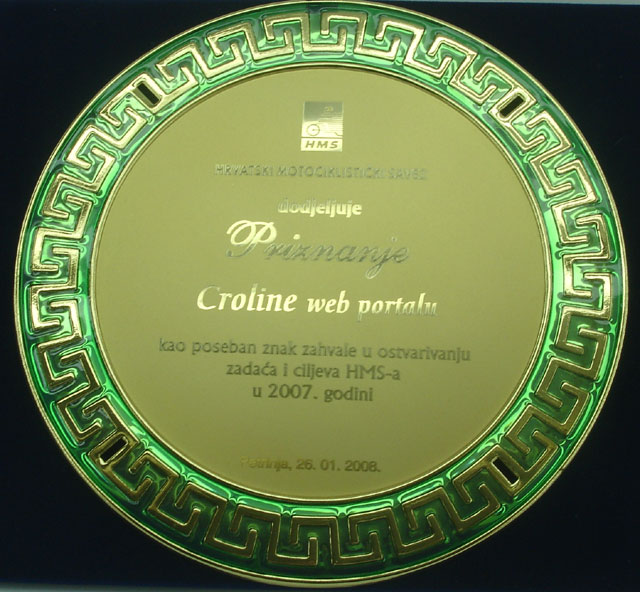 HMS
HRVATSKI MOTOCIKLISTIČKI SAVEZ
dodjeljuje
Priznanje
Croline web portalu
kao poseban znak zahvale u ostvarivanju
zadaća i ciljeva HMS-a
u 2007. godini
Petrinja, 26. 01. 2008.